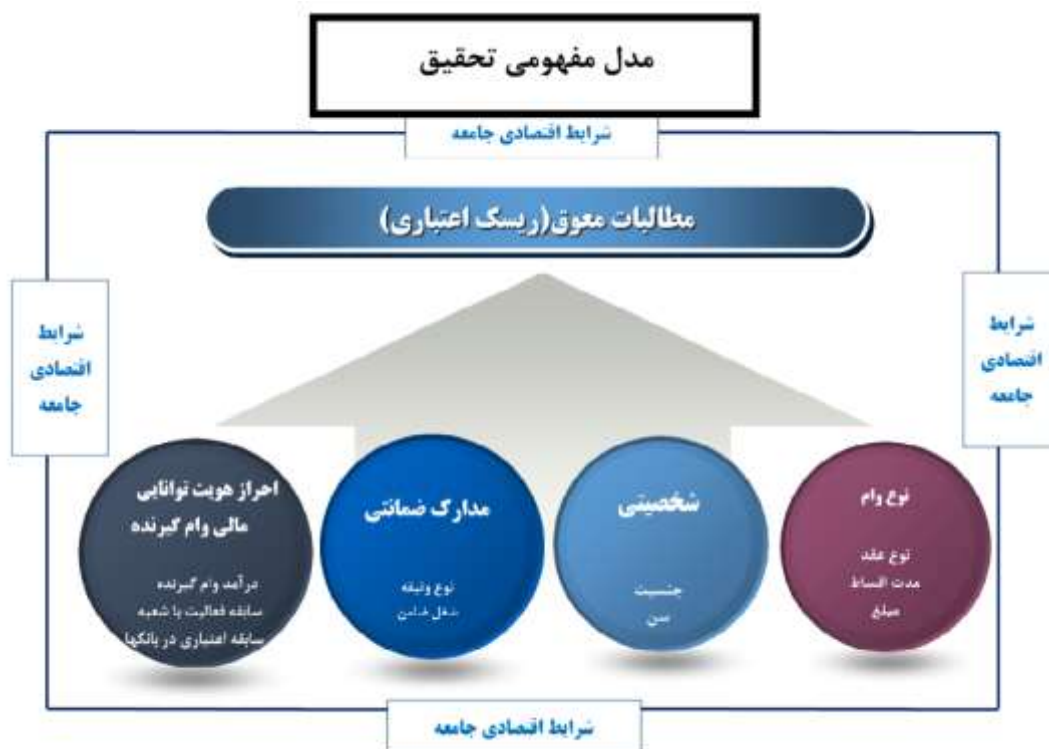 مدل مفهومی تحقیق
شرایط اقتصادی جامعه
مطالبات معوق(ریسک اعتباری)
شرایط
اقتصادی
جامعه
شرایط
اقتصادی
جامعه
نوع وام
نوع عقد
مدت اقساط
مبلغ
شخصیتی
جنسیت
سن
مدارک ضمانتی
نوع وثیقه
شغل ضامن
احراز هویت توانایی
مالی وام گیرنده
درآمد وام گیرنده
سابقه فعالیت با شعبه
سابقه اعتباری در بانکها
شرایط اقتصادی جامعه